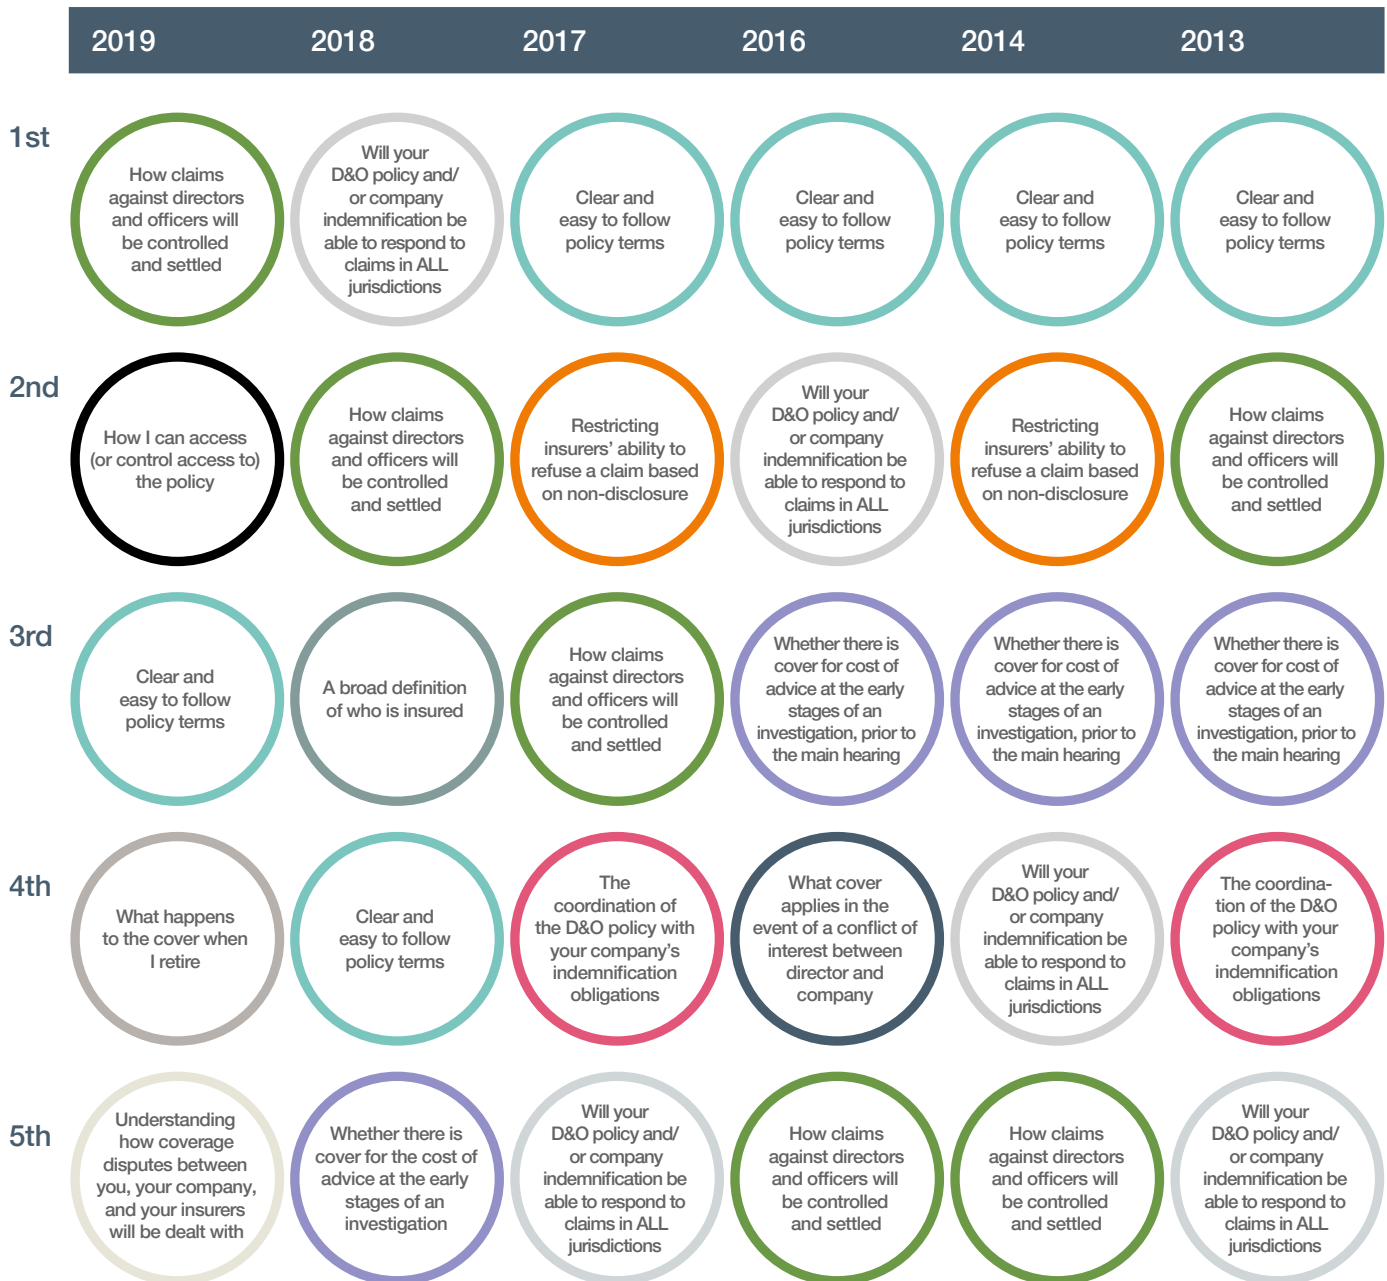 2019 2018 2017 2016 2014 2013
1st
How claims
against directors
and officers will
be controlled
and settled
Will your
D&O policy and/
or company
indemnification be
able to respond to
claims in ALL
jurisdictions
Clear and
easy to follow
policy terms
Clear and
easy to follow
policy terms
Clear and
easy to follow
policy terms
Clear and
easy to follow
policy terms
2nd
How I can access
(or control access to)
the policy
How claims
against directors
and officers will
be controlled
and settled
Restricting
insurers’ ability to
refuse a claim based
on non-disclosure
Will your
D&O policy and/
or company
indemnification be
able to respond to
claims in ALL
jurisdictions
Restricting
insurers’ ability to
refuse a claim based
on non-disclosure
How claims
against directors
and officers will
be controlled
and settled
3rd
Clear and
easy to follow
policy terms
A broad definition
of who is insured
How claims
against directors
and officers will
be controlled
and settled
Whether there is
cover for cost of
advice at the early
stages of an
investigation, prior to
the main hearing
Whether there is
cover for cost of
advice at the early
stages of an
investigation, prior to
the main hearing
Whether there is
cover for cost of
advice at the early
stages of an
investigation, prior to
the main hearing
4th
What happens
to the cover when
I retire
Clear and
easy to follow
policy terms
The
coordination of
the D&O policy with
your company’s
indemnification
obligations
What cover
applies in the
event of a conflict of
interest between
director and
company
Will your
D&O policy and/
or company
indemnification be
able to respond to
claims in ALL
jurisdictions
The coordina-
tion of the D&O
policy with your
company’s
indemnification
obligations
5th
Understanding
how coverage
disputes between
you, your company,
and your insurers
will be dealt with
Whether there is
cover for the cost of
advice at the early
stages of an
investigation
Will your
D&O policy and/
or company
indemnification be
able to respond to
claims in ALL
jurisdictions
How claims
against directors
and officers will
be controlled
and settled
How claims
against directors
and officers will
be controlled
and settled
Will your
D&O policy and/
or company
indemnification be
able to respond to
claims in ALL
jurisdictions